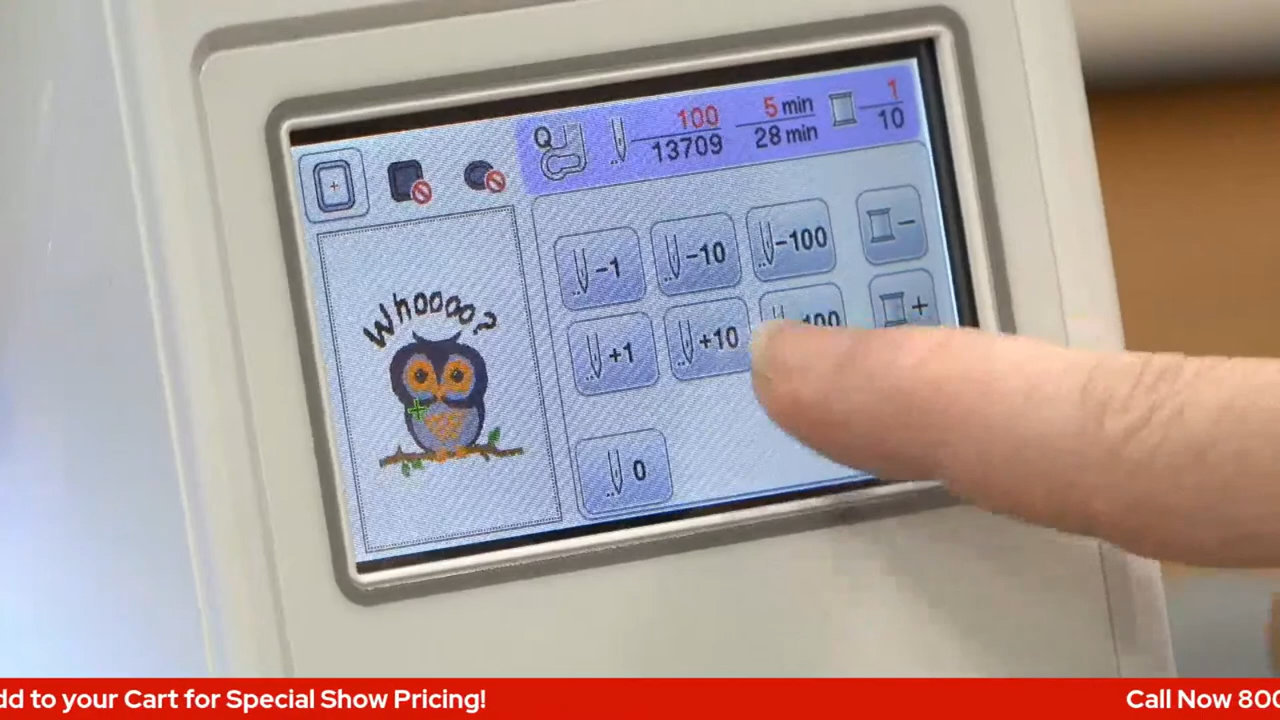 Q
100
13709
5 min
28 min
1
10
-1
-10
-100
-
+1
+10
100
+
0
Whoooo?
dd to your Cart for Special Show Pricing!
Call Now 800